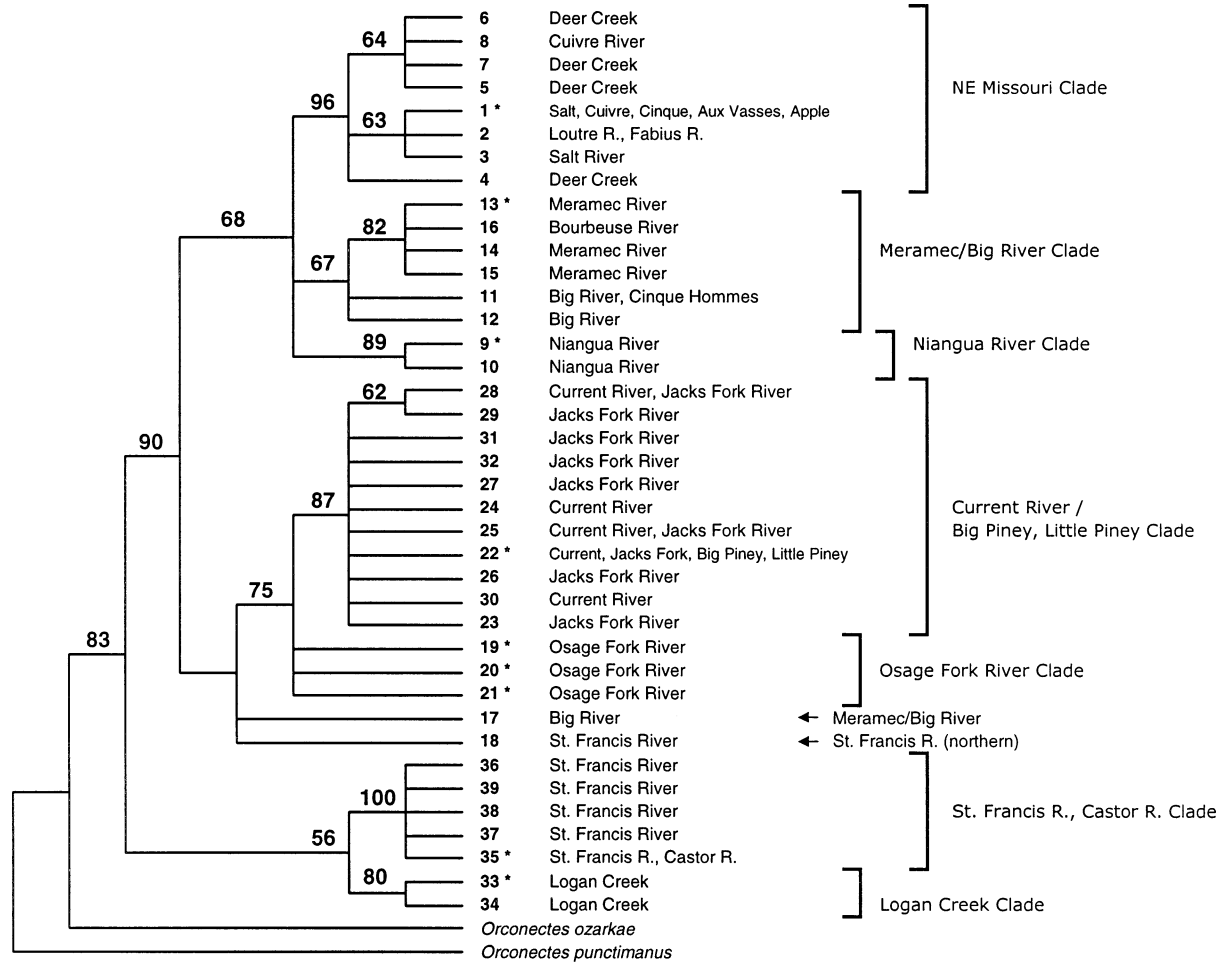 6 Deer Creek
64 8 Cuivre River
7 Deer Creek
5 Deer Creek
NE Missouri Clade
96
1 * Salt, Cuivre, Cinque, Aux Vasses, Apple
63 2 Loutre R., Fabius R.
3 Salt River
4 Deer Creek
13 * Meramec River
68
82 16 Bourbeuse River
14 Meramec River
Meramec/Big River Clade
67
15 Meramec River
11 Big River, Cinque Hommes
12 Big River
89 9 * Niangua River
Niangua River Clade
10 Niangua River
62 28 Current River, Jacks Fork River
29 Jacks Fork River
90
31 Jacks Fork River
32 Jacks Fork River
27 Jacks Fork River
87
24 Current River
Current River /
25 Current River, Jacks Fork River
Big Piney, Little Piney Clade
22 * Current, Jacks Fork, Big Piney, Little Piney
26 Jacks Fork River
75
30 Current River
23 Jacks Fork River
83
19 * Osage Fork River
20 * Osage Fork River
Osage Fork River Clade
21 * Osage Fork River
17 Big River ← Meramec/Big River
18 St. Francis River ← St. Francis R. (northern)
36 St. Francis River
39 St. Francis River
100
38 St. Francis River
St. Francis R., Castor R. Clade
56
37 St. Francis River
35 * St. Francis R., Castor R.
80 33 * Logan Creek
34 Logan Creek
Logan Creek Clade
Orconectes ozarkae
Orconectes punctimanus